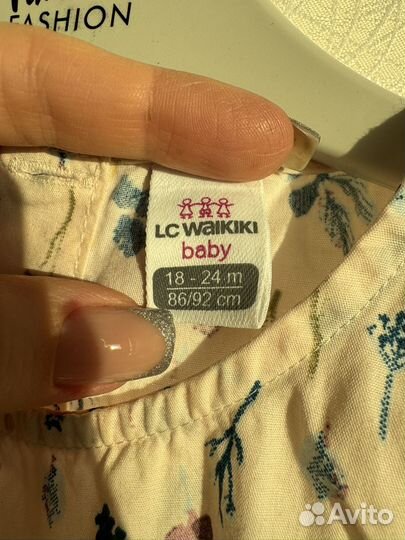 FASHION
LC WAIKIKI
baby
18 - 24 m
86/92 cm
Avito